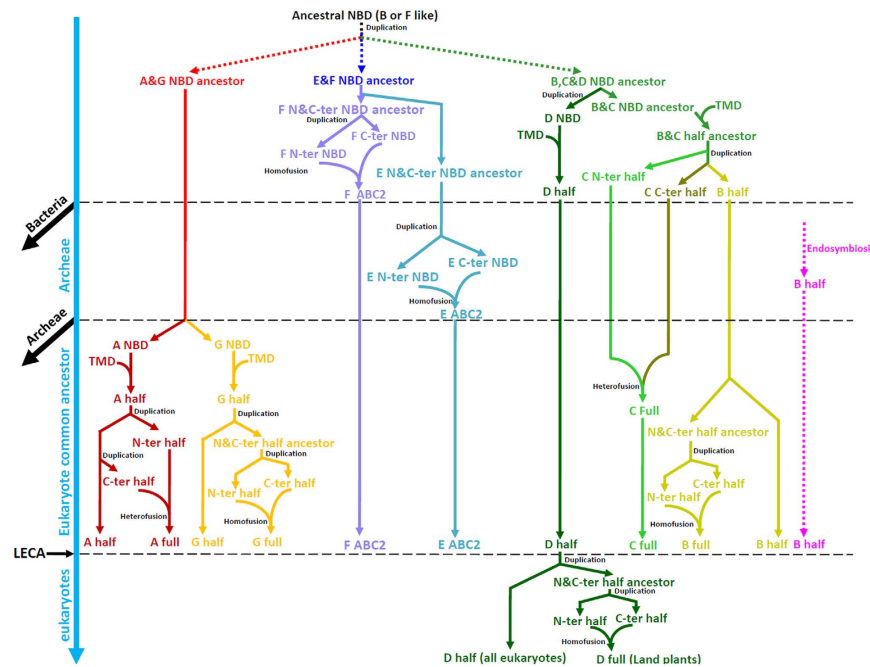 Ancestral NBD (B or F like)
Duplication
A&G NBD ancestor
E&F NBD ancestor
B,C&D NBD ancestor
Duplication
B&C NBD ancestor
TMD
F N&C-ter NBD ancestor
Duplication
F C-ter NBD
F N-ter NBD
Homofusion
D NBD
TMD
B&C half ancestor
Duplication
E N&C-ter NBD ancestor
C N-ter half
F ABC2
D half
C C-ter half
B half
Bacteria
Archeae
Duplication
E N-ter NBD
E C-ter NBD
Homofusion
E ABC2
Endosymbiosi
B half
Archeae
Eukaryote common ancestor
A NBD
TMD
G NBD
TMD
A half
Duplication
G half
Duplication
N-ter half
N&C-ter half ancestor
Duplication
Duplication
C-ter half
N-ter half
C-ter half
Heterofusion
Homofusion
Heterofusion
C Full
N&C-ter half ancestor
Duplication
N-ter half
C-ter half
Homofusion
LECA
A half
A full
G half
G full
F ABC2
E ABC2
D half
C full
B full
B half
B half
eukaryotes
Duplication
N&C-ter half ancestor
Duplication
N-ter half
C-ter half
Homofusion
D half (all eukaryotes)
D full (Land plants)